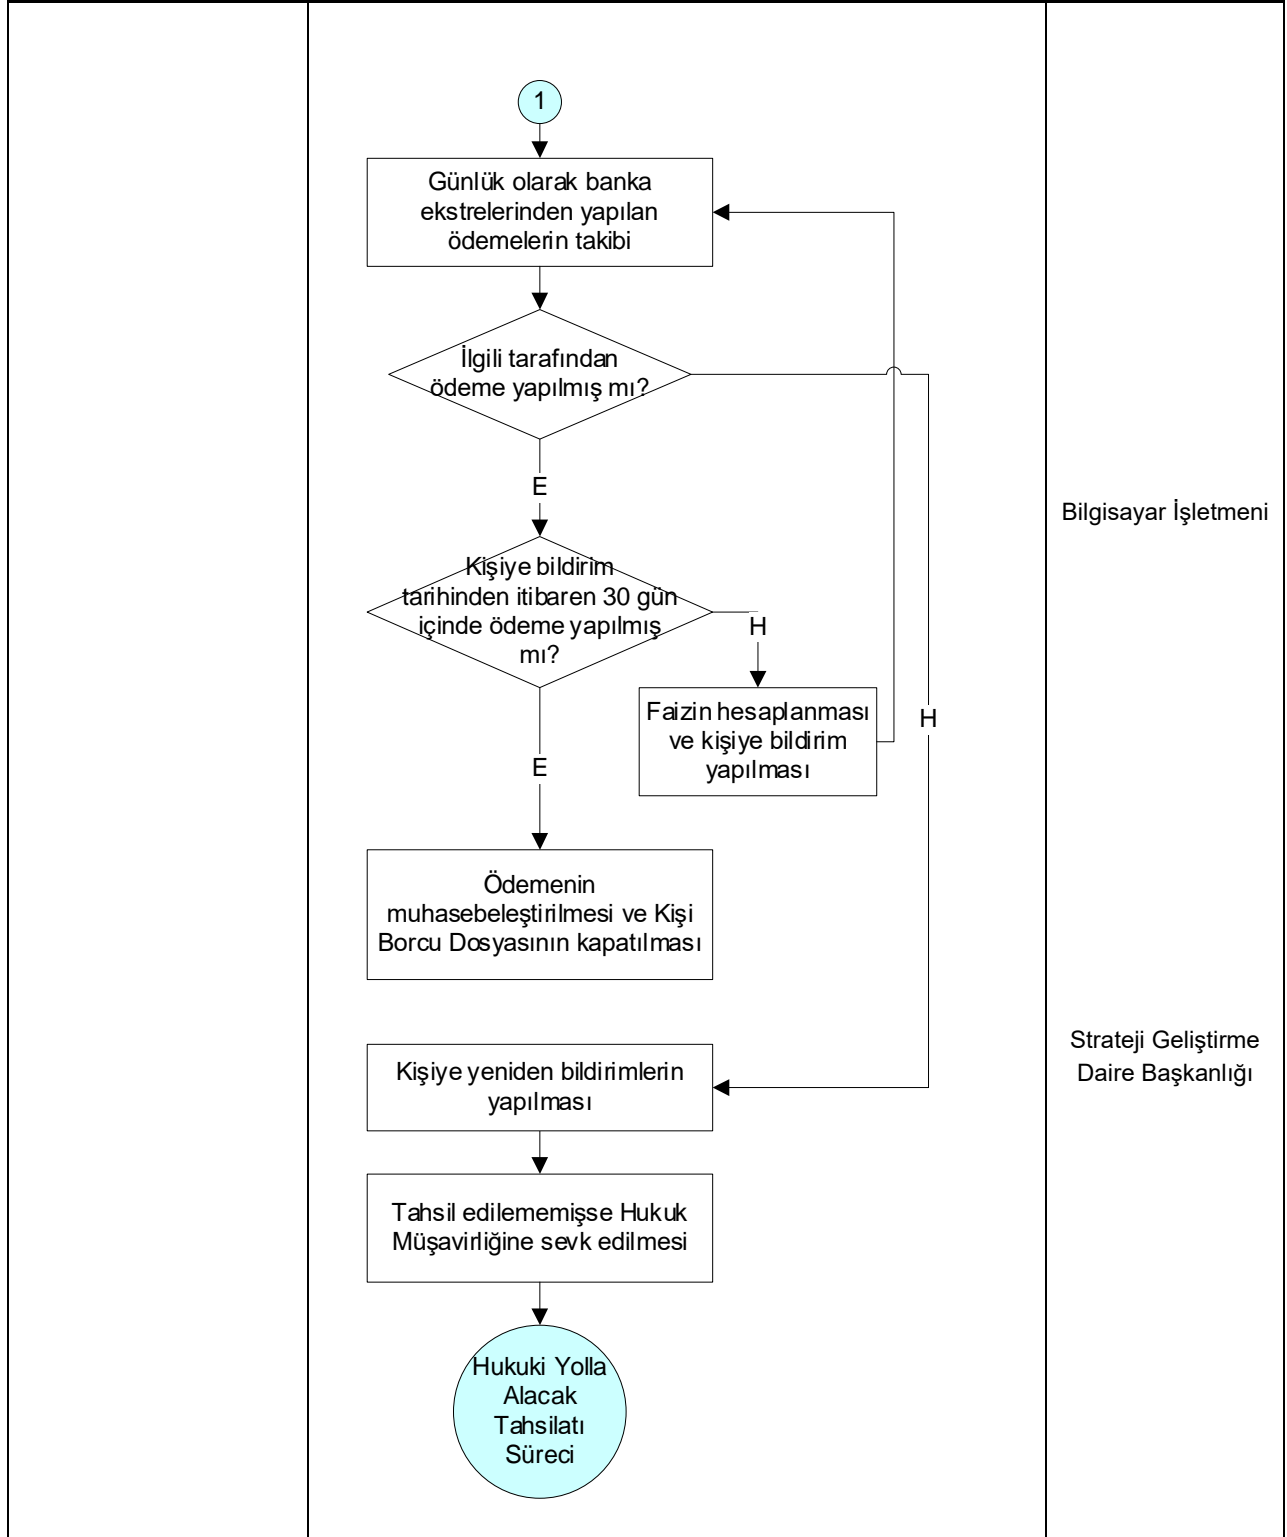 1
Günlük olarak banka
ekstrelerinden yapılan
ödemelerin takibi
İlgili tarafından
ödeme yapılmış mı?
E
Bilgisayar İşletmeni
Kişiye bildirim
tarihinden itibaren 30 gün
içinde ödeme yapılmış
mı?
H
Faizin hesaplanması
ve kişiye bildirim
yapılması
H
E
Ödemenin
muhasebeleştirilmesi ve Kişi
Borcu Dosyasının kapatılması
Strateji Geliştirme
Daire Başkanlığı
Kişiye yeniden bildirimlerin
yapılması
Tahsil edilememişse Hukuk
Müşavirliğine sevk edilmesi
Hukuki Yolla
Alacak
Tahsilatı
Süreci